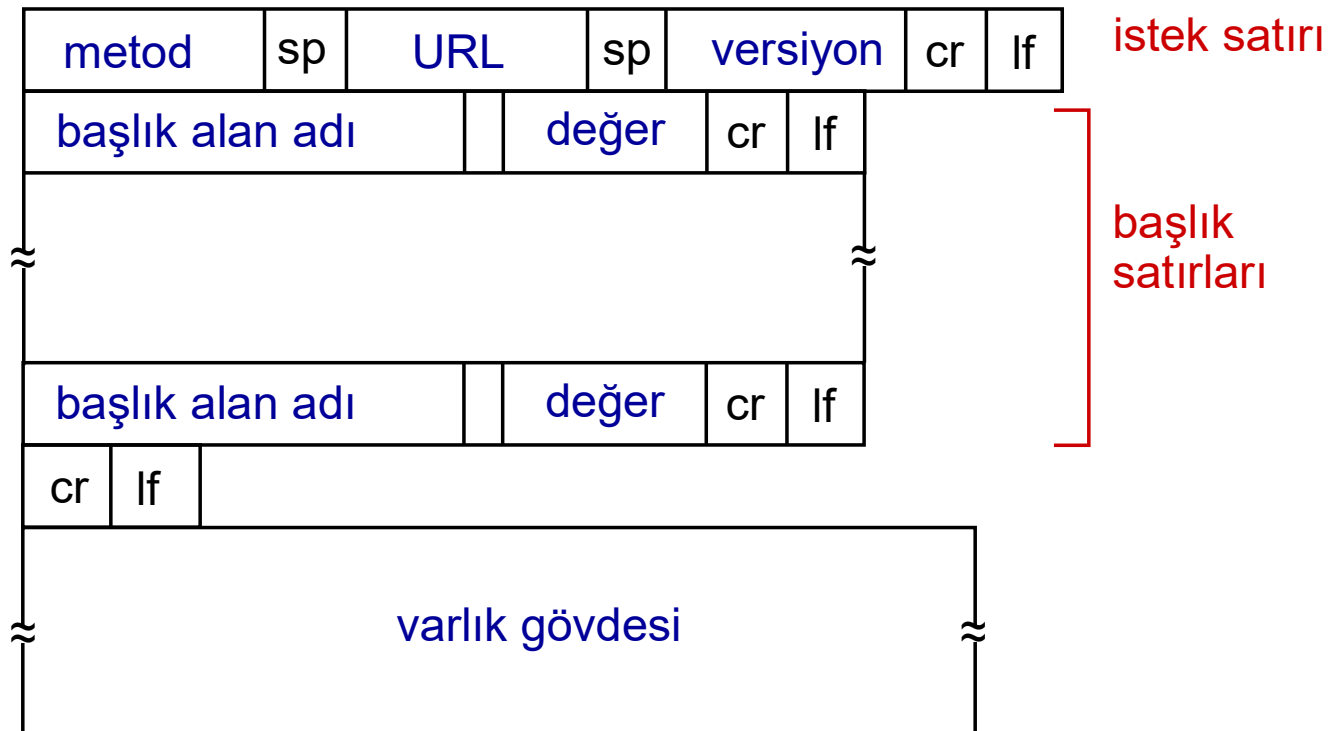 metod sp URL sp versiyon cr lf istek satırı
başlık alan adı değer cr lf
başlık
satırları
başlık alan adı değer cr lf
cr lf
varlık gövdesi